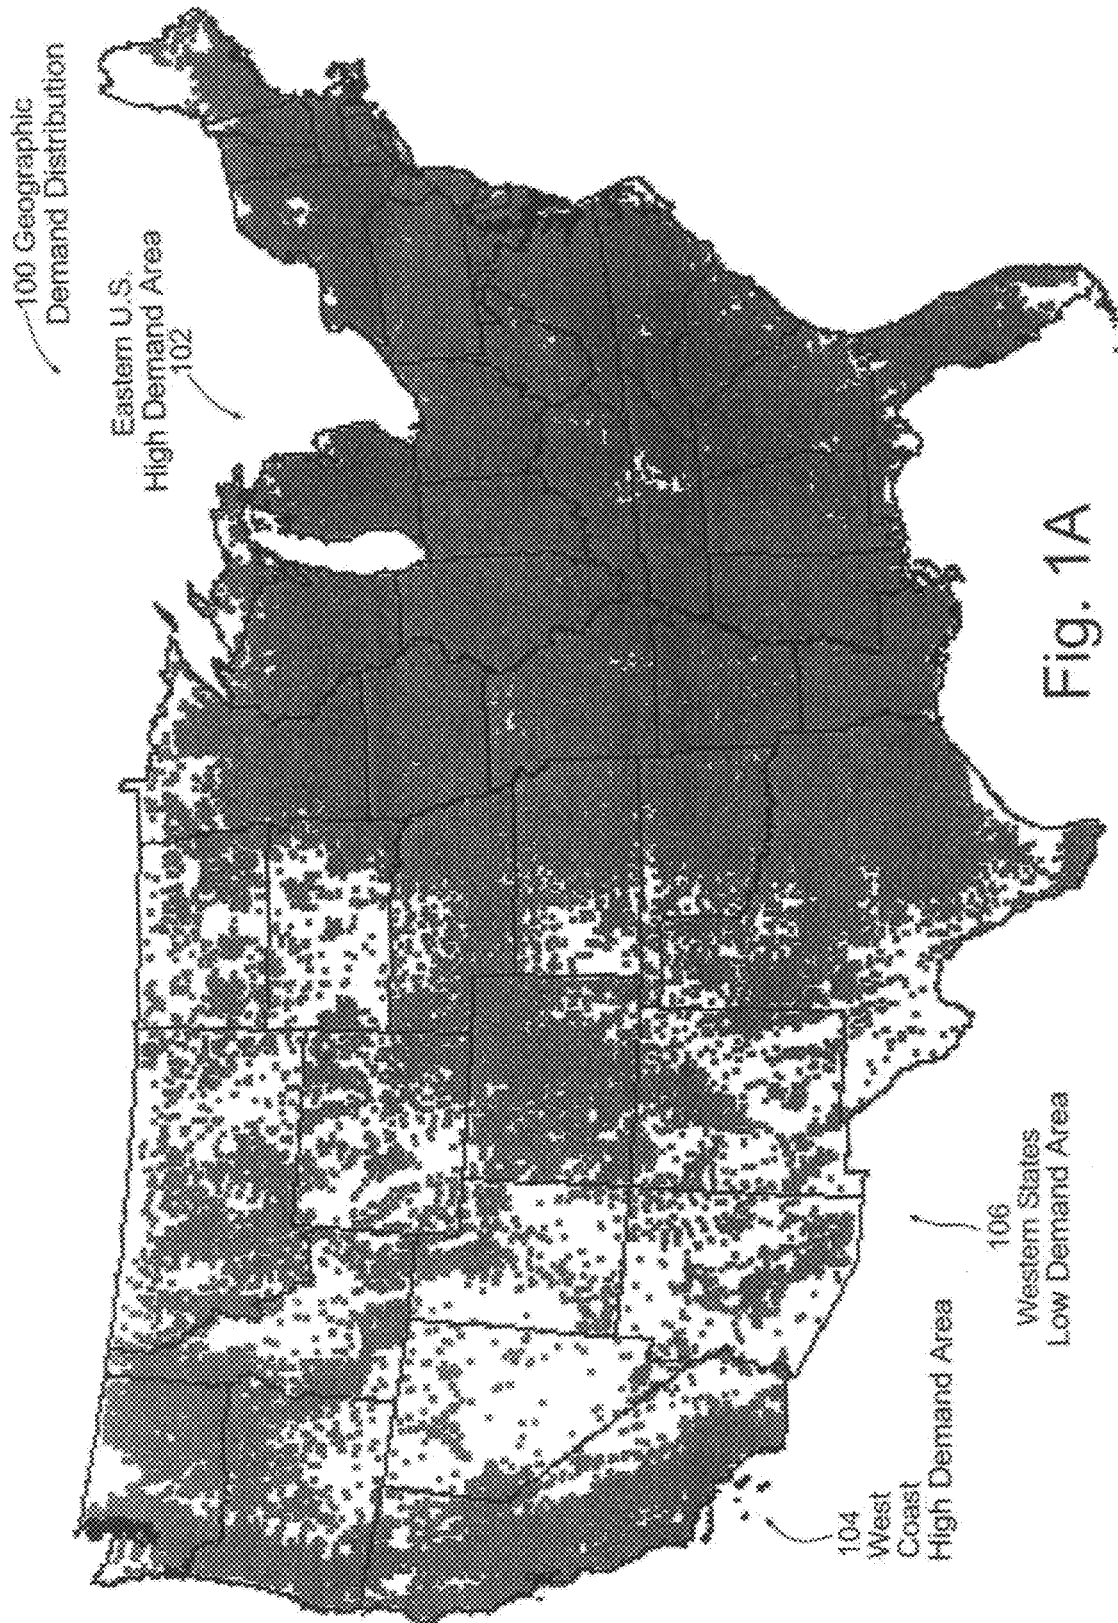 100 Geographic
Demand Distribution
Eastern U.S.
High Demand Area
102
104
West
Coast
High Demand Area
106
Western States
Low Demand Area
Fig. 1A